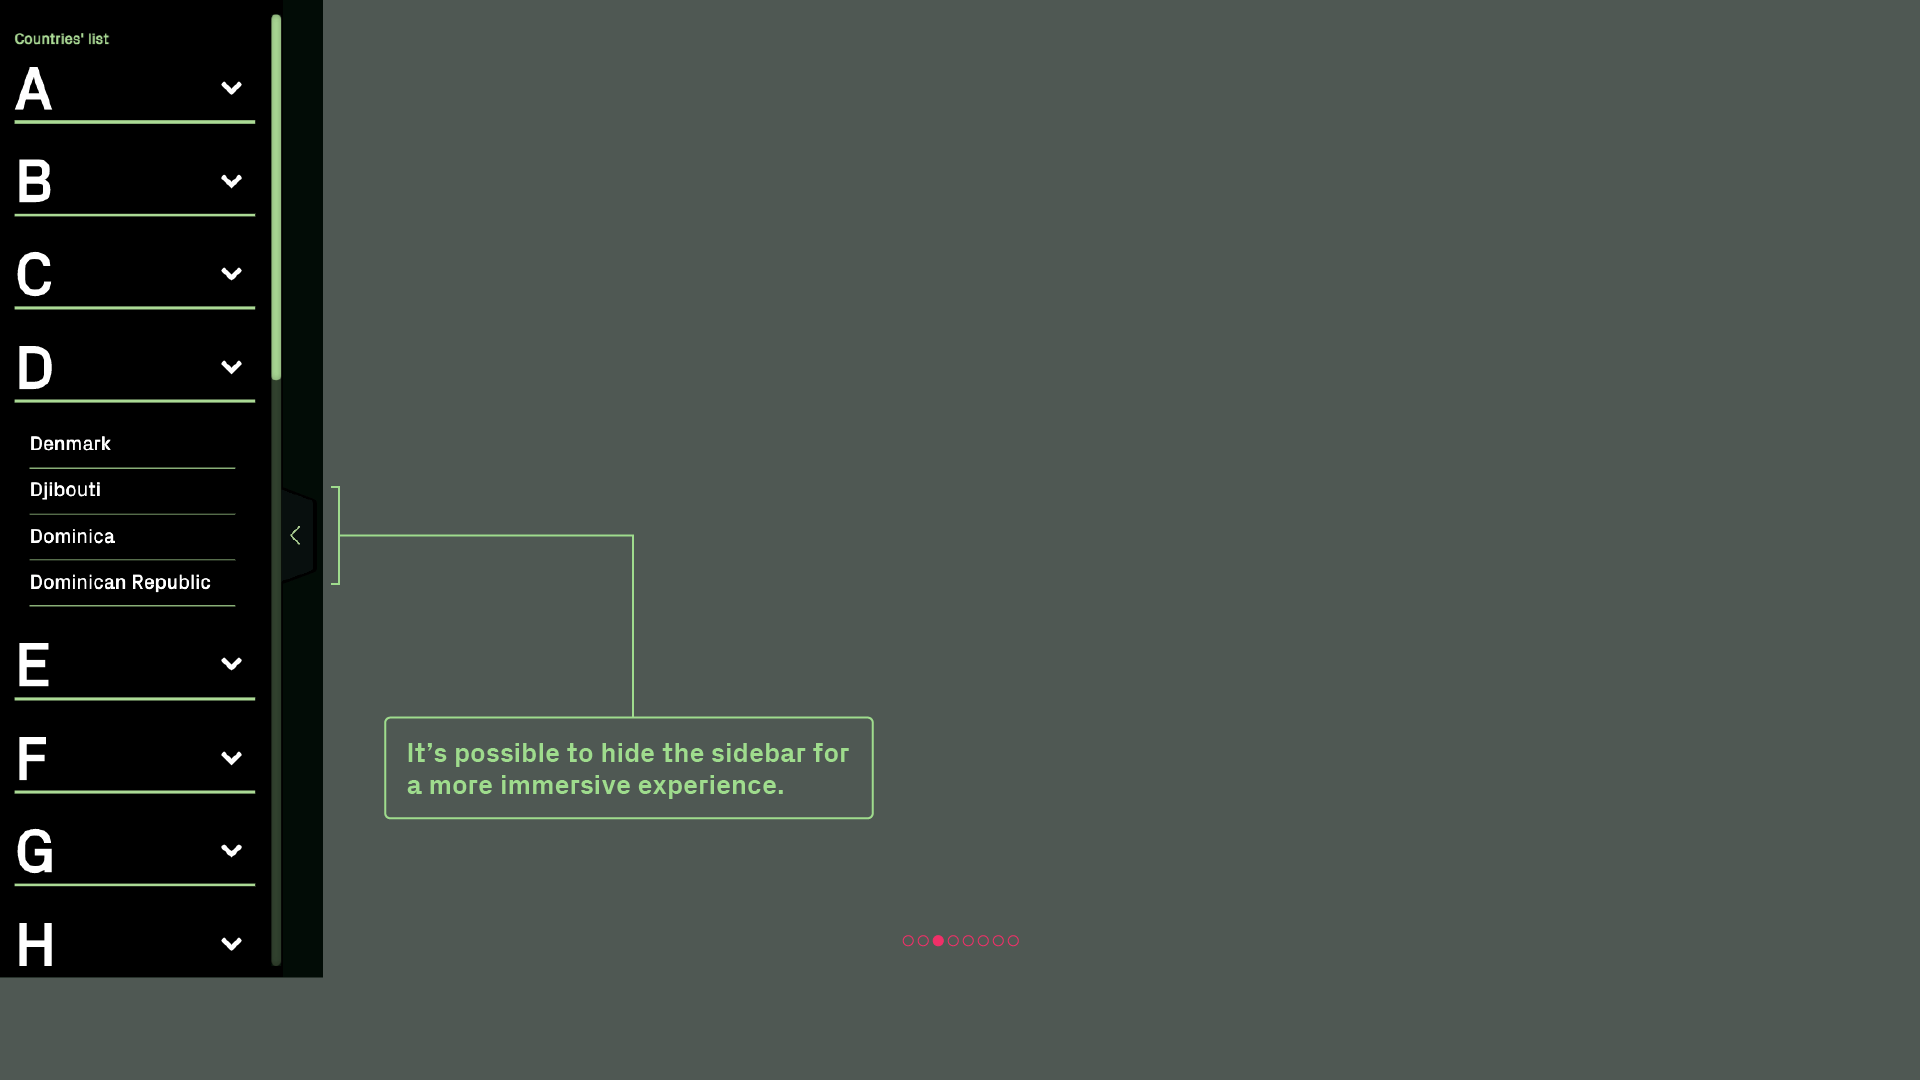 Countries' list
A
B
C
D
Denmark
Djibouti
Dominica
Dominican Republic
E
F
G
H
It’s possible to hide the sidebar for
a more immersive experience.